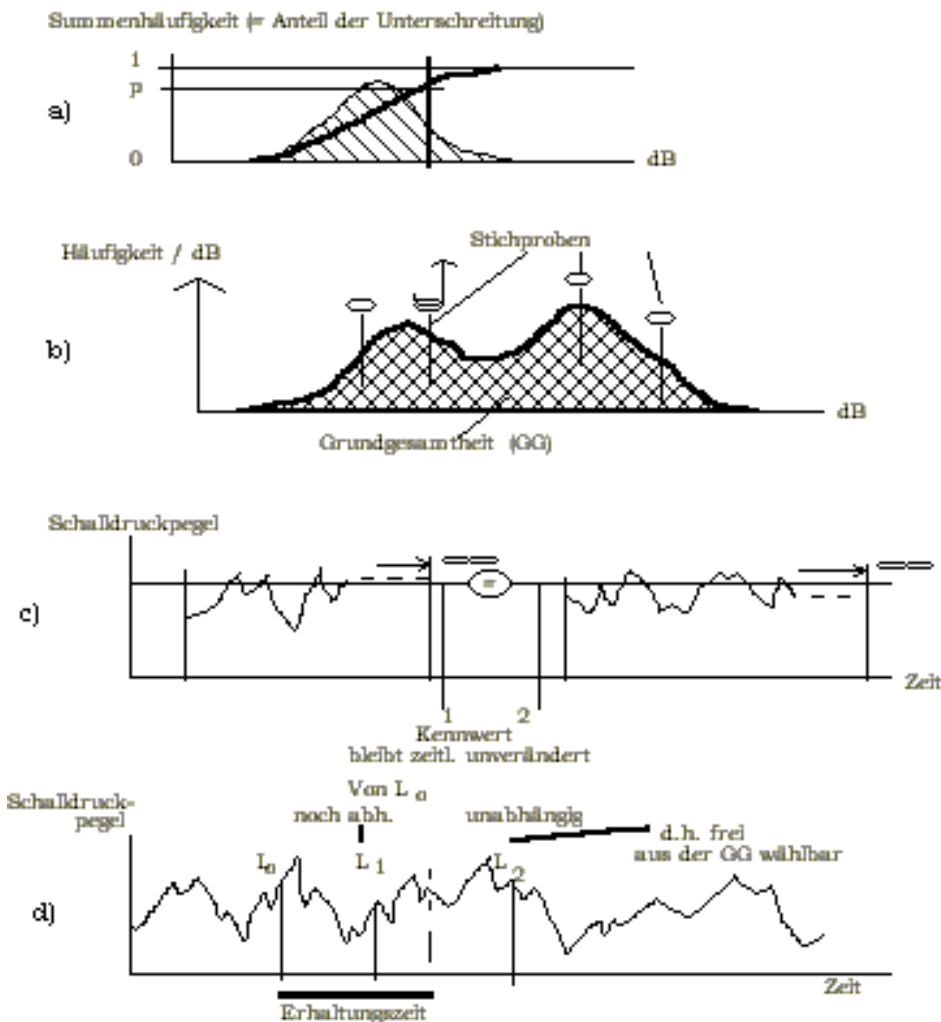 Summenhäufigkeit (= Anteil der Unterschreitung)
1
p
a)
0
dB
Stichproben
Häufigkeit / dB
b)
dB
Grundgesamtheit (GG)
Schalldruckpegel
=
c)
Zeit
1 2
Kennwert
bleibt zeitl. unverändert
Von L o
Schalldruck-
pegel
noch abh.
unabhängig
d.h. frei
aus der GG wählbar
L o
L 1
L 2
d)
Zeit
Erhaltungszeit